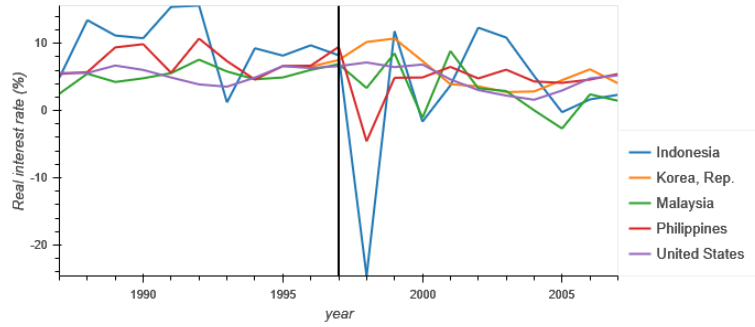 Real interest rate (%)
10
0
-10
-20
1990
1995
2000
2005
year
Indonesia
Korea, Rep.
Malaysia
Philippines
United States